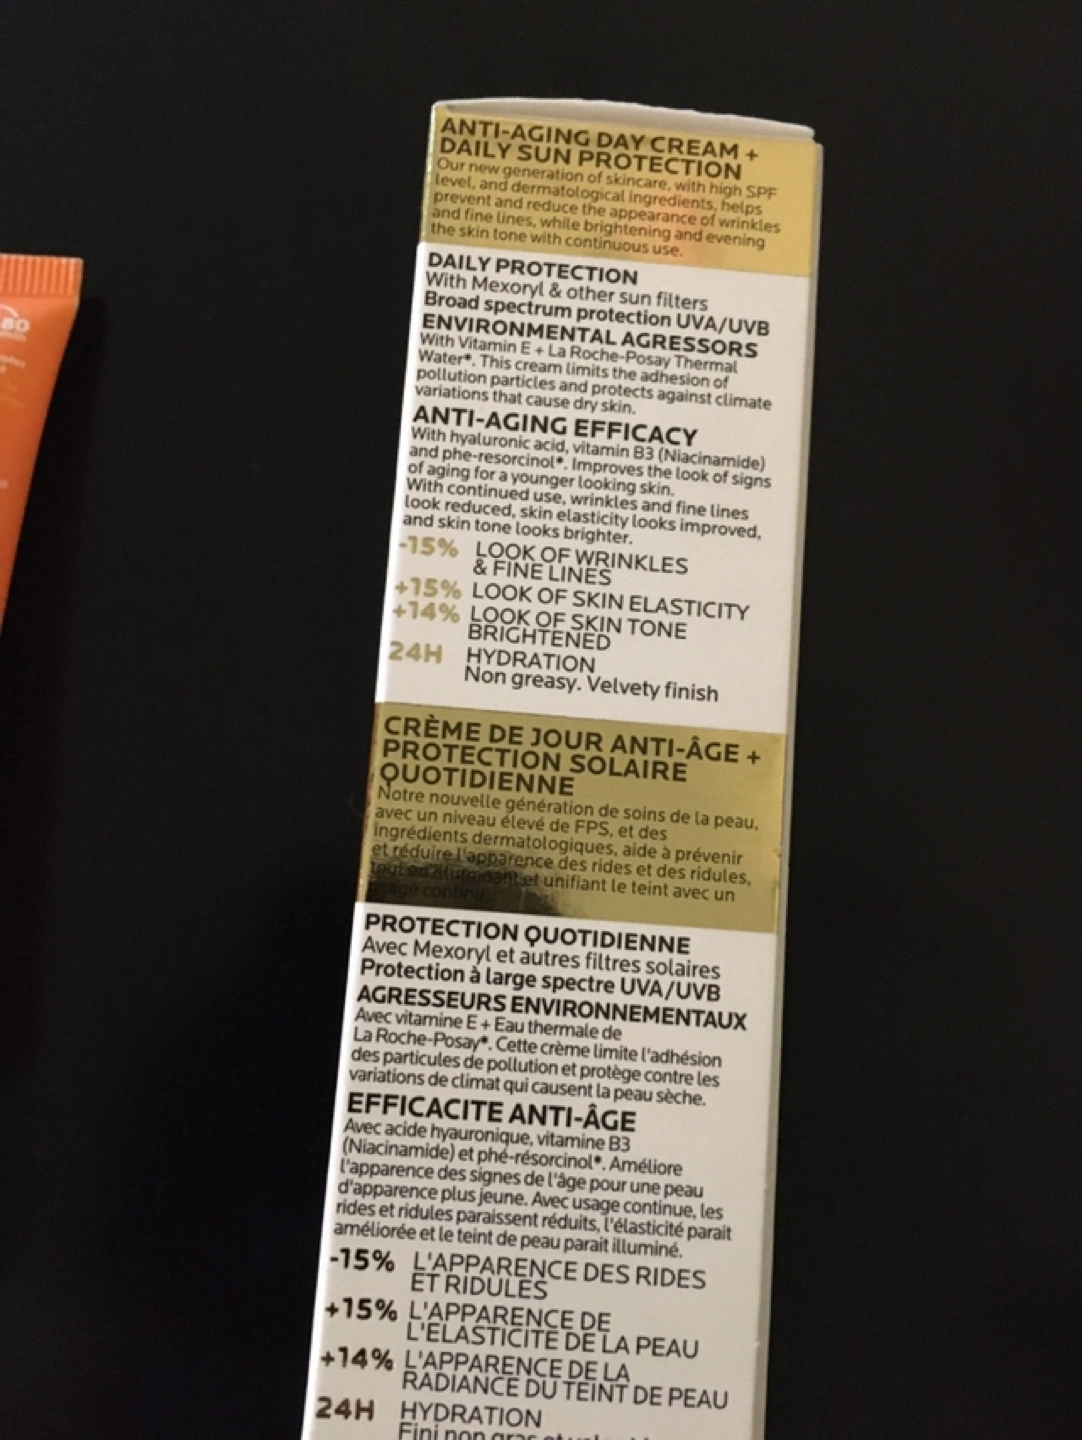 ANTI-AGING DAY CREAM +
DAILY SUN PROTECTION
Our new generation of skincare, with high SPF
level, and dermatological ingredients, helps
prevent and reduce the appearance of wrinkles
and fine lines, while brightening and evening
the skin tone with continuous use.
DAILY PROTECTION
With Mexoryl & other sun filters
Broad spectrum protection UVA/UVB
ENVIRONMENTAL AGRESSORS
With Vitamin E + La Roche-Posay Thermal
Water*. This cream limits the adhesion of
pollution particles and protects against climate
variations that cause dry skin.
ANTI-AGING EFFICACY
With hyaluronic acid, vitamin B3 (Niacinamide)
and phe-resorcinol*. Improves the look of signs
of aging for a younger looking skin.
With continued use, wrinkles and fine lines
look reduced, skin elasticity looks improved,
and skin tone looks brighter.
-15% LOOK OF WRINKLES
& FINE LINES
+15% LOOK OF SKIN ELASTICITY
+14% LOOK OF SKIN TONE
BRIGHTENED
24H HYDRATION
Non greasy. Velvety finish
CRÈME DE JOUR ANTI-ÂGE +
PROTECTION SOLAIRE
QUOTIDIENNE
Notre nouvelle génération de soins de la peau,
avec un niveau élevé de FPS, et des
ingrédients dermatologiques, aide à prévenir
et réduire l'apparence des rides et des ridules,
tout en illuminant et unifiant le teint avec un
usage continu
PROTECTION QUOTIDIENNE
Avec Mexoryl et autres filtres solaires
Protection à large spectre UVA/UVB
AGRESSEURS ENVIRONNEMENTAUX
Avec vitamine E + Eau thermale de
La Roche-Posay*. Cette crème limite l'adhésion
des particules de pollution et protège contre les
variations de climat qui causent la peau sèche.
EFFICACITE ANTI-ÂGE
Avec acide hyauronique, vitamine B3
(Niacinamide) et phé-résorcinol*. Améliore
l'apparence des signes de l'âge pour une peau
d'apparence plus jeune. Avec usage continue, les
rides et ridules paraissent réduits, l'élasticité parait
améliorée et le teint de peau parait illuminé.
-15% L'APPARENCE DES RIDES
ET RIDULES
+15% L'APPARENCE DE
L'ELASTICITE DE LA PEAU
+14% L'APPARENCE DE LA
RADIANCE DU TEINT DE PEAU
24H HYDRATION
Fini non gras et